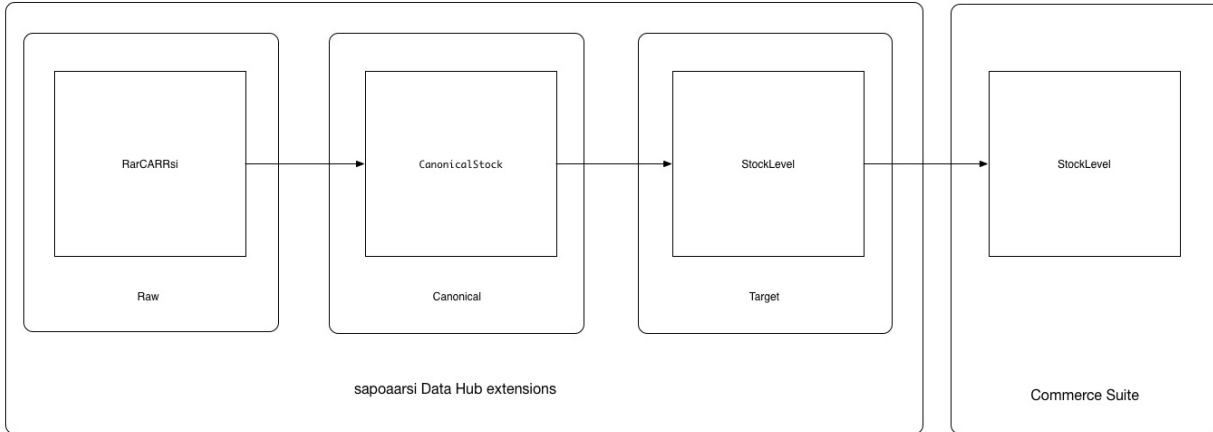 RarCARRsi
CanonicalStock
StockLevel
StockLevel
Raw
Canonical
Target
sapoaarsi Data Hub extensions
Commerce Suite